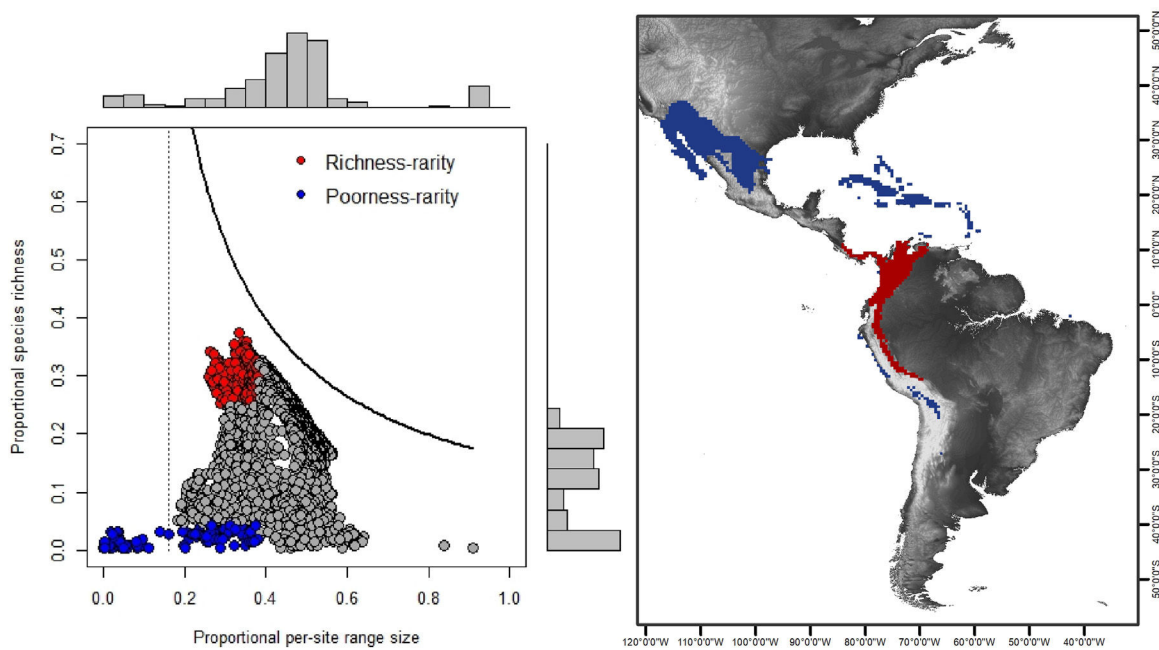 0.7
0.6
0.5
0.4
0.3
0.2
0.1
0.0
Proportional species richness
Richness-rarity
Poorness-rarity
0.0 0.2 0.4 0.6 0.8 1.0
Proportional per-site range size
50°0'0"N
40°0'0"N
30°0'0"N
20°0'0"N
10°0'0"N
0°0'0"
10°0'0"S
20°0'0"S
30°0'0"S
40°0'0"S
50°0'0"S
120°0'0"W 110°0'0"W 100°0'0"W 90°0'0"W 80°0'0"W 70°0'0"W 60°0'0"W 50°0'0"W 40°0'0"W